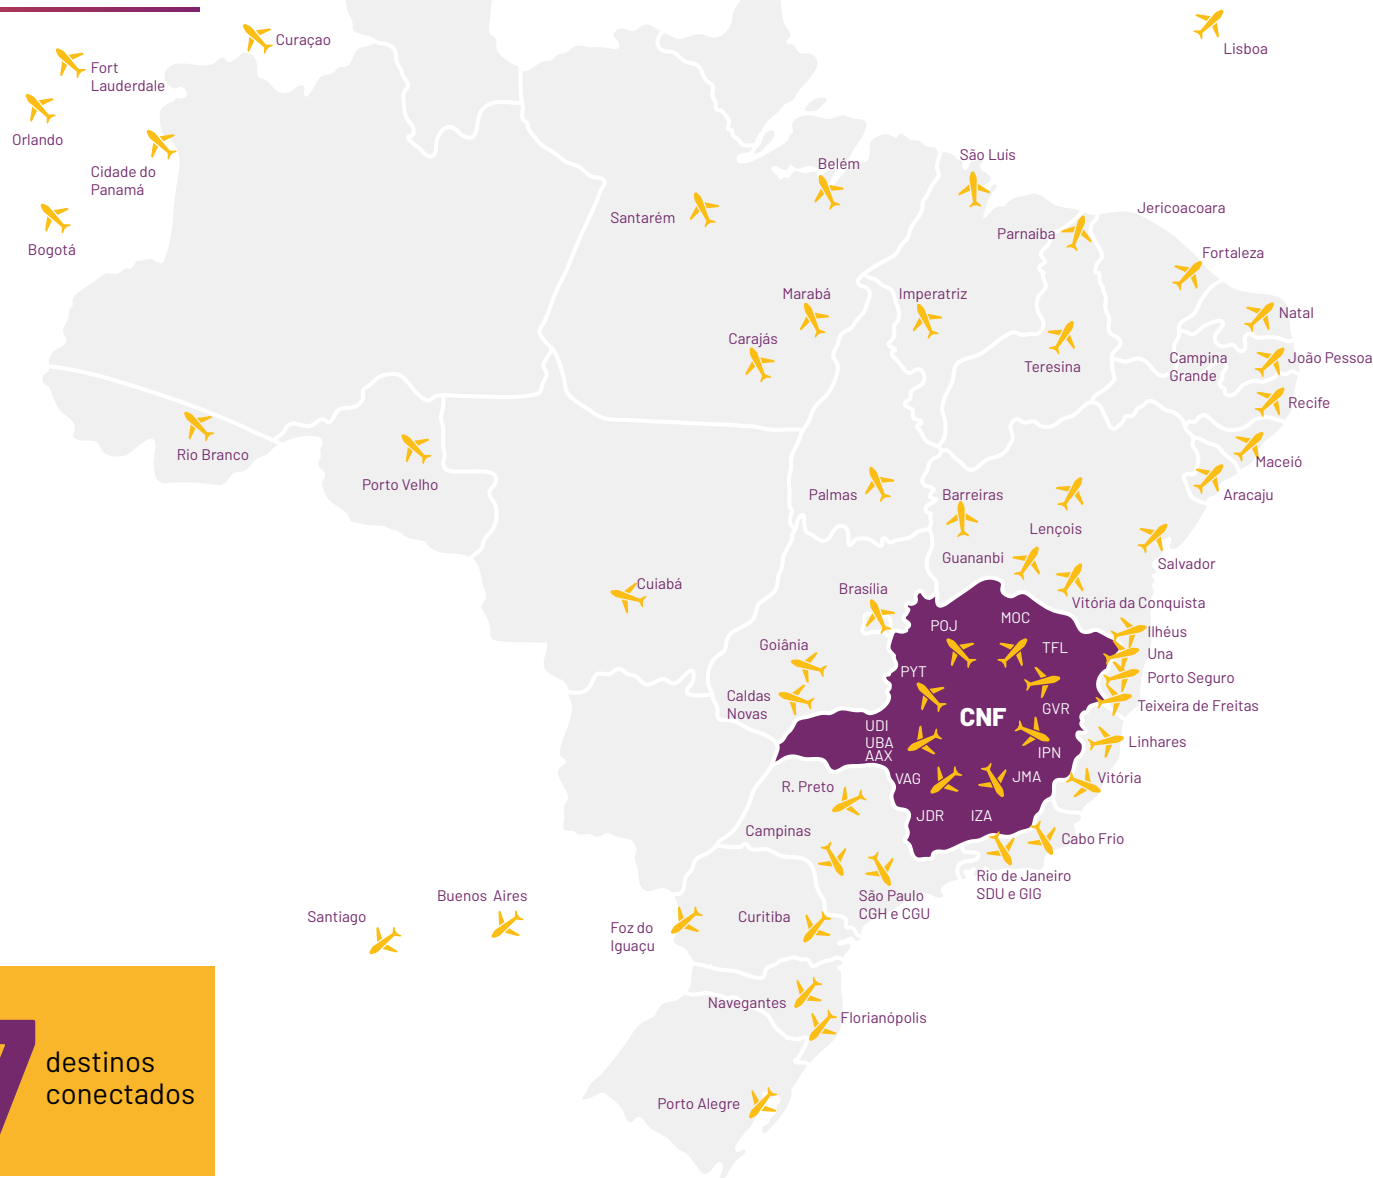 Curaçao
Lisboa
Fort
Lauderdale
Orlando
Cidade do
Panamá
Bogotá
Belém
São Luís
Santarém
Parnaíba
Jericoacoara
Fortaleza
Marabá
Imperatriz
Natal
Carajás
Teresina
Campina
Grande
João Pessoa
Recife
Rio Branco
Porto Velho
Maceió
Palmas
Barreiras
Aracaju
Lençois
Guananbi
Salvador
Cuiabá
Brasília
Vitória da Conquista
POJ
MOC
TFL
Ilhéus
Goiânia
Una
PYT
Porto Seguro
Caldas
Novas
CNF
GVR
Teixeira de Freitas
UDI
UBA
AAX
IPN
Linhares
R. Preto
VAG
JMA
Vitória
JDR
IZA
Campinas
Cabo Frio
Rio de Janeiro
SDU e GIG
São Paulo
CGH e CGU
Buenos Aires
Santiago
Foz do
Iguaçu
Curitiba
Navegantes
Florianópolis
7 destinos
conectados
Porto Alegre